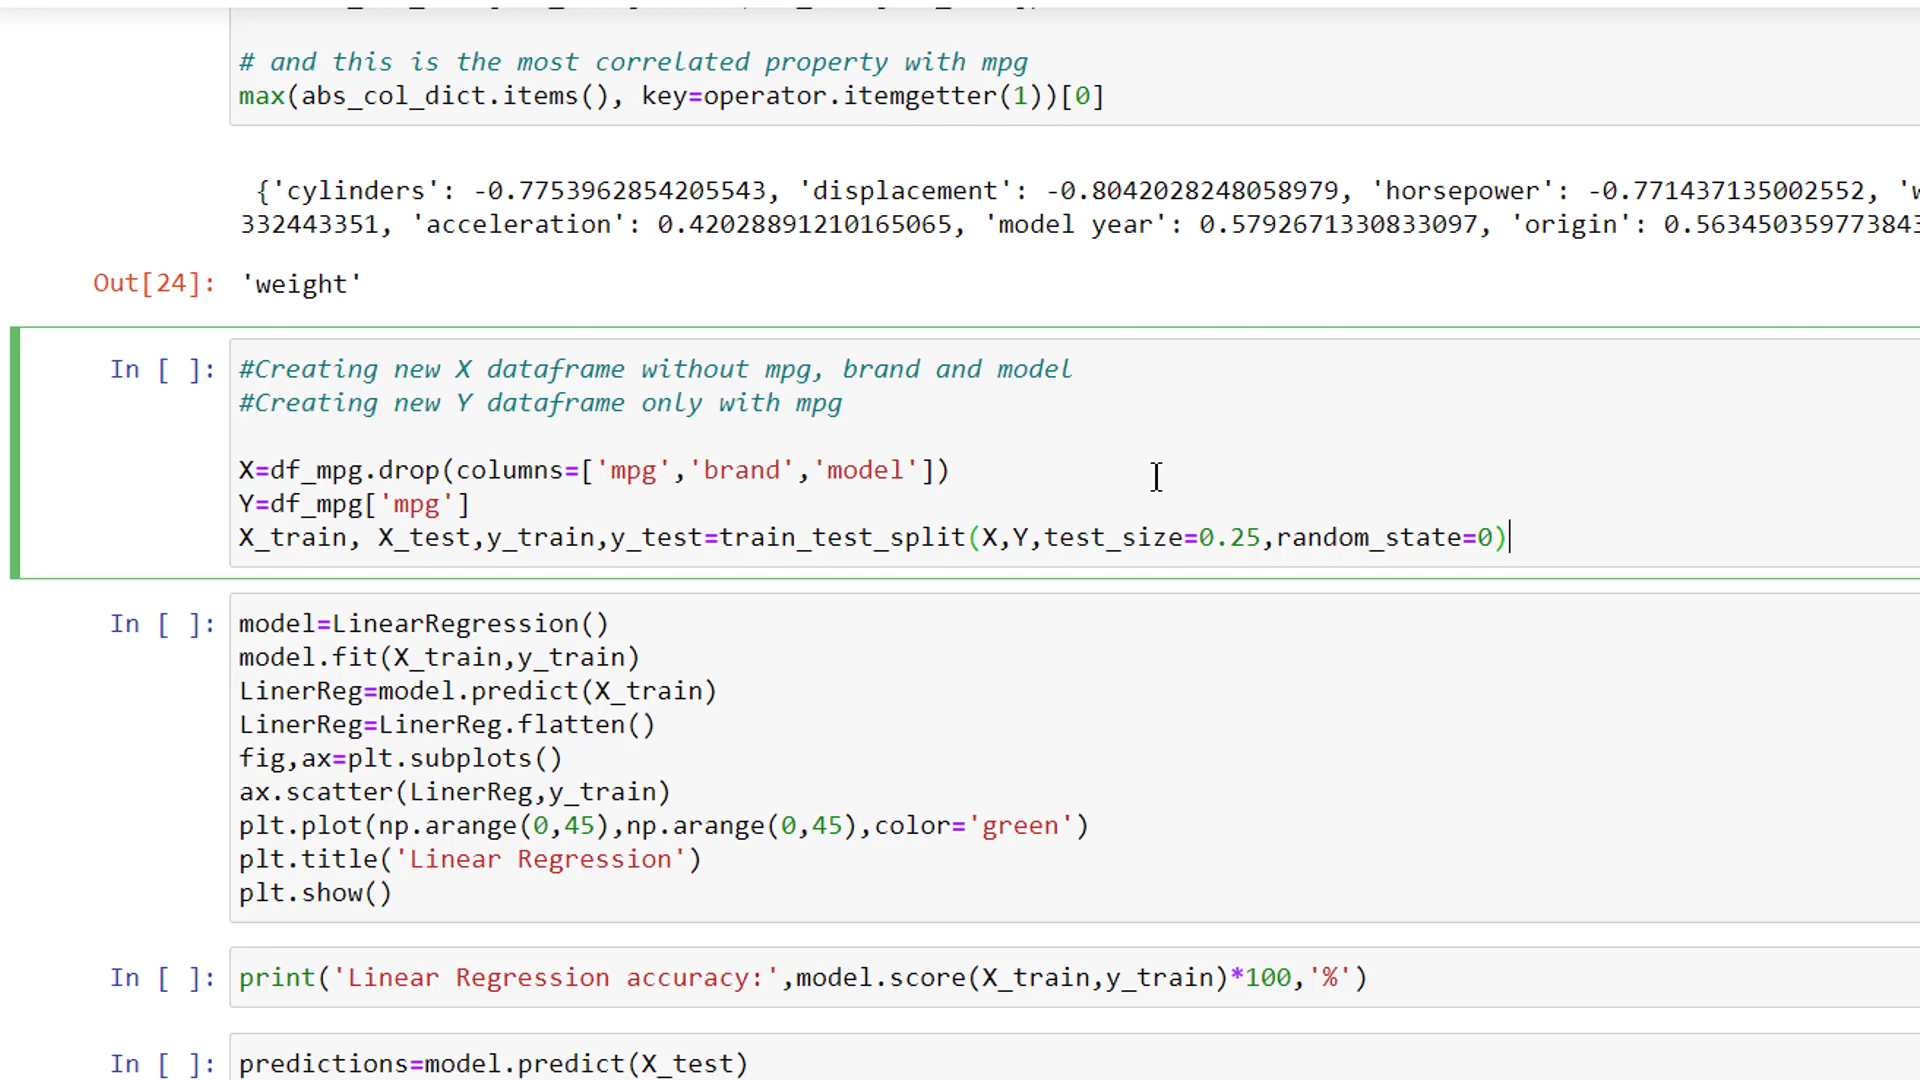 # and this is the most correlated property with mpg
max(abs_col_dict.items(), key=operator.itemgetter(1))[0]
{'cylinders': -0.7753962854205543, 'displacement': -0.8042028248058979, 'horsepower': -0.771437135002552,
332443351, 'acceleration': 0.42028891210165065, 'model year': 0.5792671330833097, 'origin': 0.563450359773843
Out[24]: 'weight'
In [ ]: #Creating new X dataframe without mpg, brand and model
#Creating new Y dataframe only with mpg
X=df_mpg.drop(columns=['mpg','brand','model'])
Y=df_mpg['mpg']
X_train, X_test,y_train,y_test=train_test_split(X,Y,test_size=0.25,random_state=0)
In [ ]: model=LinearRegression()
model.fit(X_train,y_train)
LinerReg=model.predict(X_train)
LinerReg=LinerReg.flatten()
fig,ax=plt.subplots()
ax.scatter(LinerReg,y_train)
plt.plot(np.arange(0,45),np.arange(0,45),color='green')
plt.title('Linear Regression')
plt.show()
In [ ]: print('Linear Regression accuracy:',model.score(X_train,y_train)*100,'%')
In [ ]: predictions=model.predict(X_test)